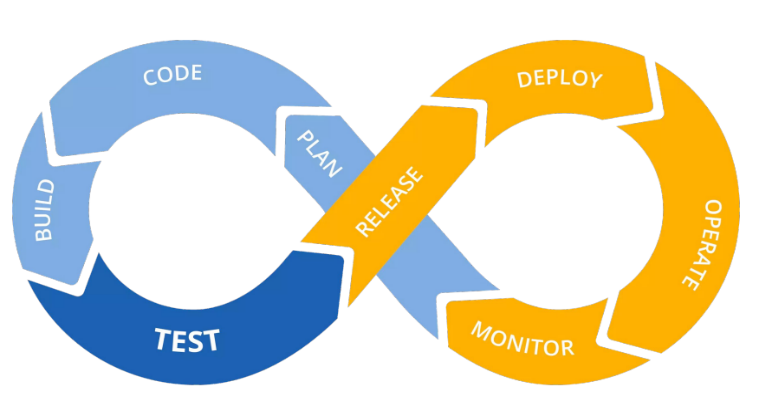 CODE
DEPLOY
PLAN
RELEASE
BUILD
OPERATE
TEST
MONITOR